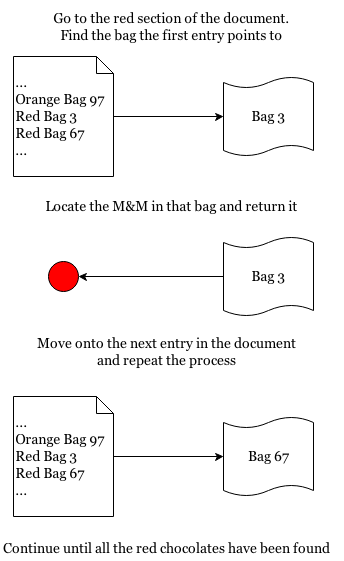 Go to the red section of the document.
Find the bag the first entry points to
...
Orange Bag 97
Red Bag 3
Red Bag 67
...
Bag 3
Locate the M&M in that bag and return it
Bag 3
Move onto the next entry in the document
and repeat the process
...
Orange Bag 97
Red Bag 3
Red Bag 67
...
Bag 67
Continue until all the red chocolates have been found